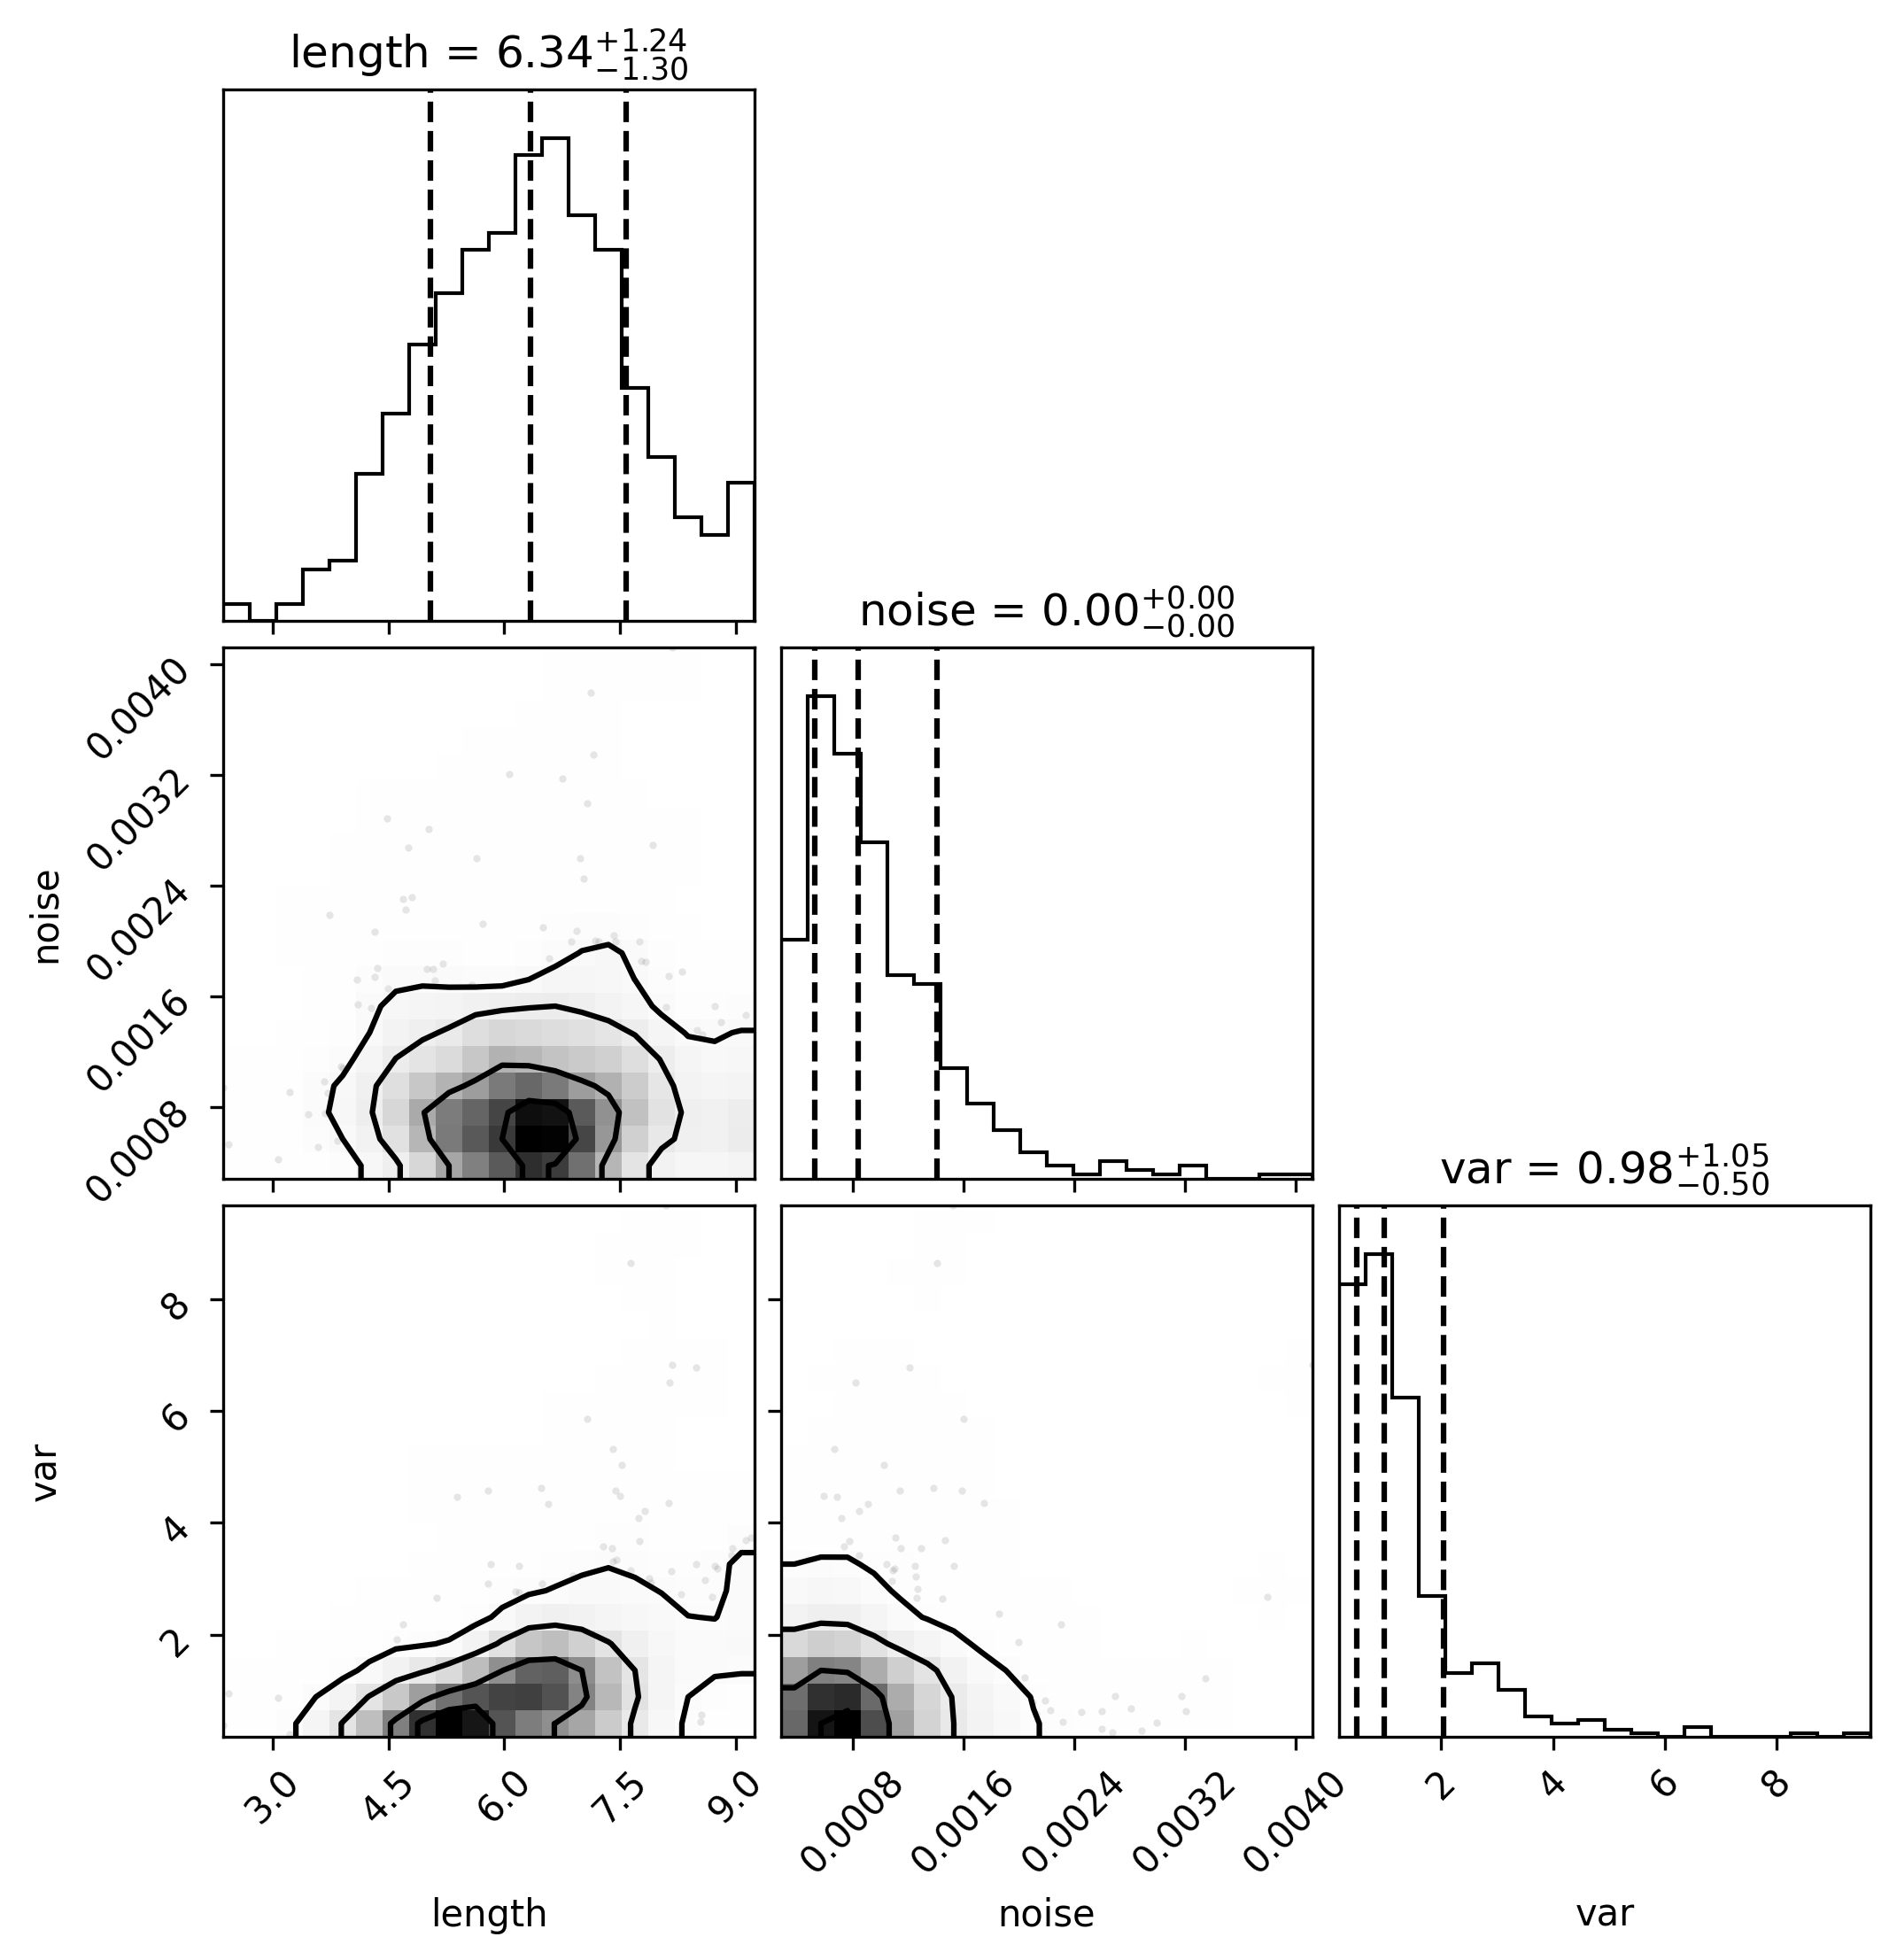 length = 6.34 +1.24 −1.30
noise = 0.00 +0.00 −0.00
0.0040
0.0032
0.0024
0.0016
0.0008
noise
var = 0.98 +1.05 −0.50
8
6
4
2
var
3.0 4.5 6.0 7.5 9.0
0.0008 0.0016 0.0024 0.0032 0.0040
2 4 6 8
length noise var